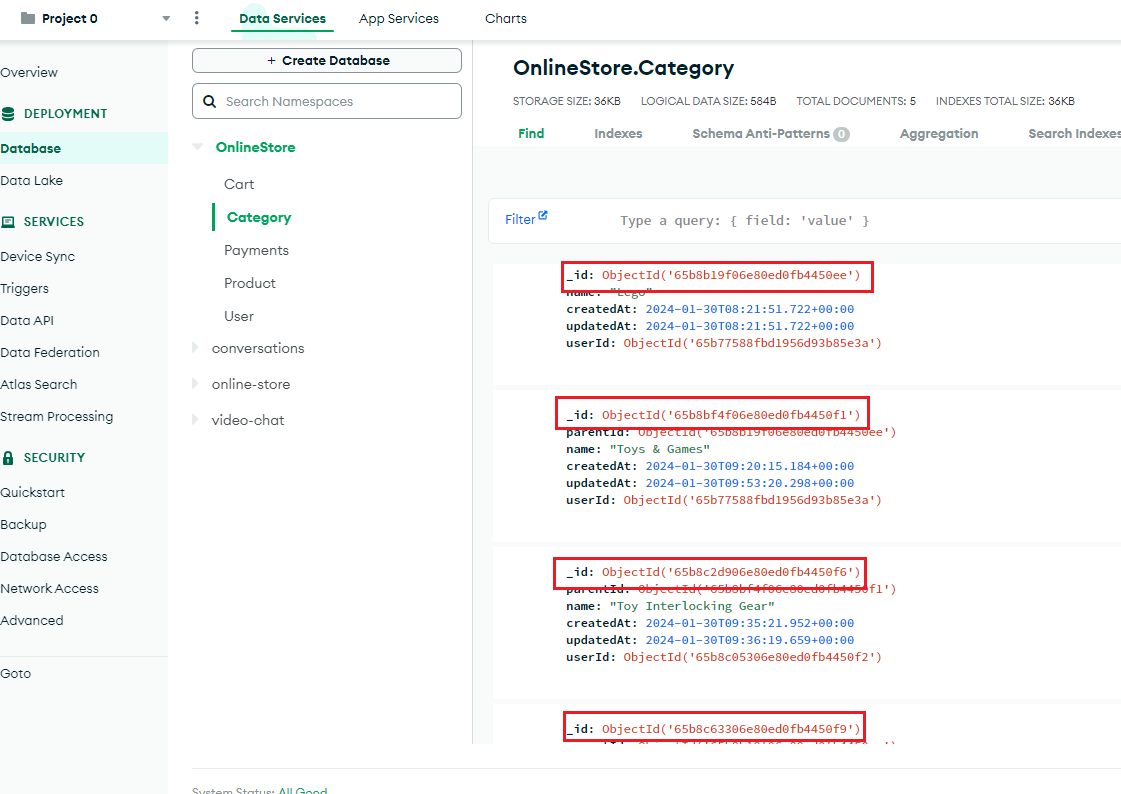 Project 0
Data Services
App Services
Charts
Overview
DEPLOYMENT
Database
Data Lake
SERVICES
Device Sync
Triggers
Data API
Data Federation
Atlas Search
Stream Processing
SECURITY
Quickstart
Backup
Database Access
Network Access
Advanced
Goto
+ Create Database
Search Namespaces
OnlineStore
Cart
Category
Payments
Product
User
conversations
online-store
video-chat
OnlineStore.Category
STORAGE SIZE: 36KB LOGICAL DATA SIZE: 584B TOTAL DOCUMENTS: 5 INDEXES TOTAL SIZE: 36KB
Find Indexes Schema Anti-Patterns 0 Aggregation Search Indexes
Filter Type a query: { field: 'value' }
_id: ObjectId('65b8b19f06e80ed0fb4450ee')
name: "Lego"
createdAt: 2024-01-30T08:21:51.722+00:00
updatedAt: 2024-01-30T08:21:51.722+00:00
userId: ObjectId('65b77588fbd1956d93b85e3a')
_id: ObjectId('65b8bf4f06e80ed0fb4450f1')
parentId: ObjectId('65b8b19f06e80ed0fb4450ee')
name: "Toys & Games"
createdAt: 2024-01-30T09:20:15.184+00:00
updatedAt: 2024-01-30T09:53:20.298+00:00
userId: ObjectId('65b77588fbd1956d93b85e3a')
_id: ObjectId('65b8c2d906e80ed0fb4450f6')
parentId: ObjectId('65b8bf4f06e80ed0fb4450f1')
name: "Toy Interlocking Gear"
createdAt: 2024-01-30T09:35:21.952+00:00
updatedAt: 2024-01-30T09:36:19.659+00:00
userId: ObjectId('65b8c05306e80ed0fb4450f2')
_id: ObjectId('65b8c63306e80ed0fb4450f9')
System Status: All Good